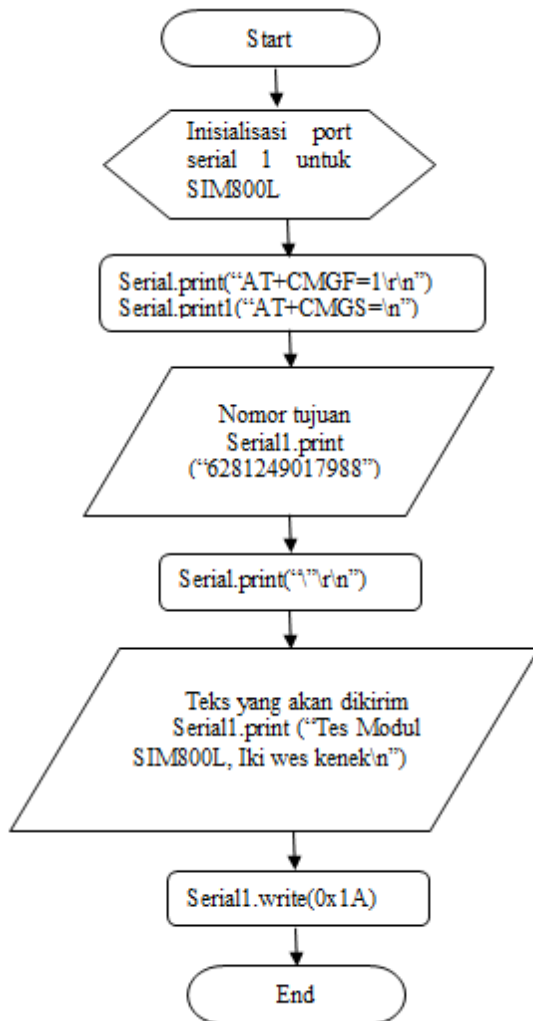 Start
Inisialisasi port
serial 1 untuk
SIM800L
Serial.print(“AT+CMGF=1\r\n”)
Serial.print1(“AT+CMGS=\n”)
Nomor tujuan
Serial1.print
(“6281249017988”)
Serial.print(“\”\r\n”)
Teks yang akan dikirim
Serial1.print (“Tes Modul
SIM800L, Iki wes kenek\n”)
Serial1.write(0x1A)
End